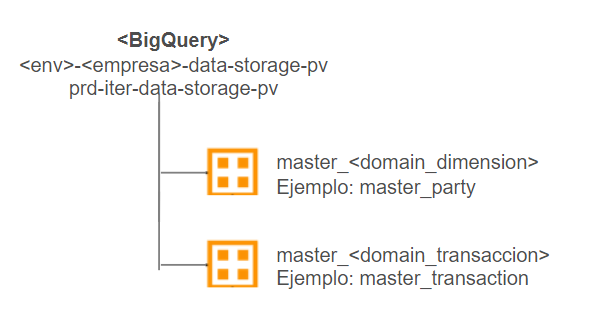 <BigQuery>
<env>-<empresa>-data-storage-pv
prd-iter-data-storage-pv
master_<domain_dimension>
Ejemplo: master_party
master_<domain_transaccion>
Ejemplo: master_transaction